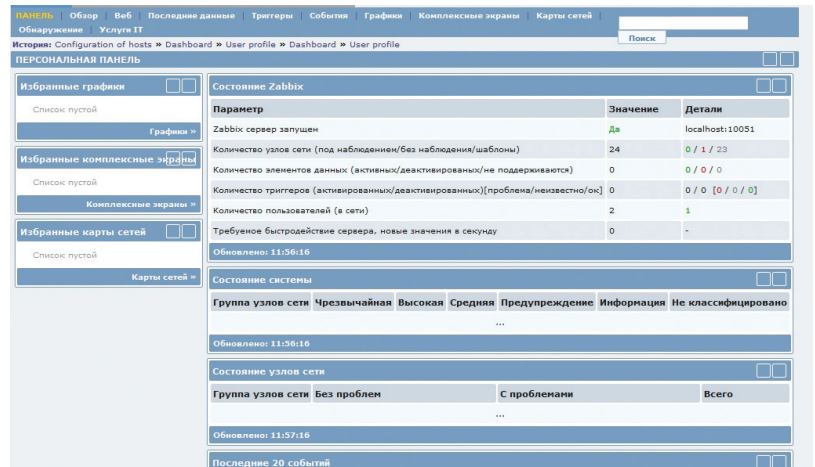 ПАНЕЛЬ | Обзор | Веб | Последние данные | Триггеры | События | Графики | Комплексные экраны | Карты сетей |
Обнаружение | Услуги IT
Поиск
История: Configuration of hosts » Dashboard » User profile » Dashboard » User profile
ПЕРСОНАЛЬНАЯ ПАНЕЛЬ
Избранные графики
Список пустой
Графики »
Избранные комплексные экраны
Список пустой
Комплексные экраны »
Избранные карты сетей
Список пустой
Карты сетей »
Состояние Zabbix
Параметр Значение Детали
Zabbix сервер запущен Да localhost:10051
Количество узлов сети (под наблюдением/без наблюдения/шаблоны) 24 0 / 1 / 23
Количество элементов данных (активных/деактивированых/не поддерживаются) 0 0 / 0 / 0
Количество триггеров (активированных/деактивированных)[проблема/неизвестно/ок] 0 0 / 0 [0 / 0 / 0]
Количество пользователей (в сети) 2 1
Требуемое быстродействие сервера, новые значения в секунду 0 -
Обновлено: 11:56:16
Состояние системы
Группа узлов сети Чрезвычайная Высокая Средняя Предупреждение Информация Не классифицировано
...
Обновлено: 11:56:16
Состояние узлов сети
Группа узлов сети Без проблем С проблемами Всего
...
Обновлено: 11:57:16
Последние 20 событий